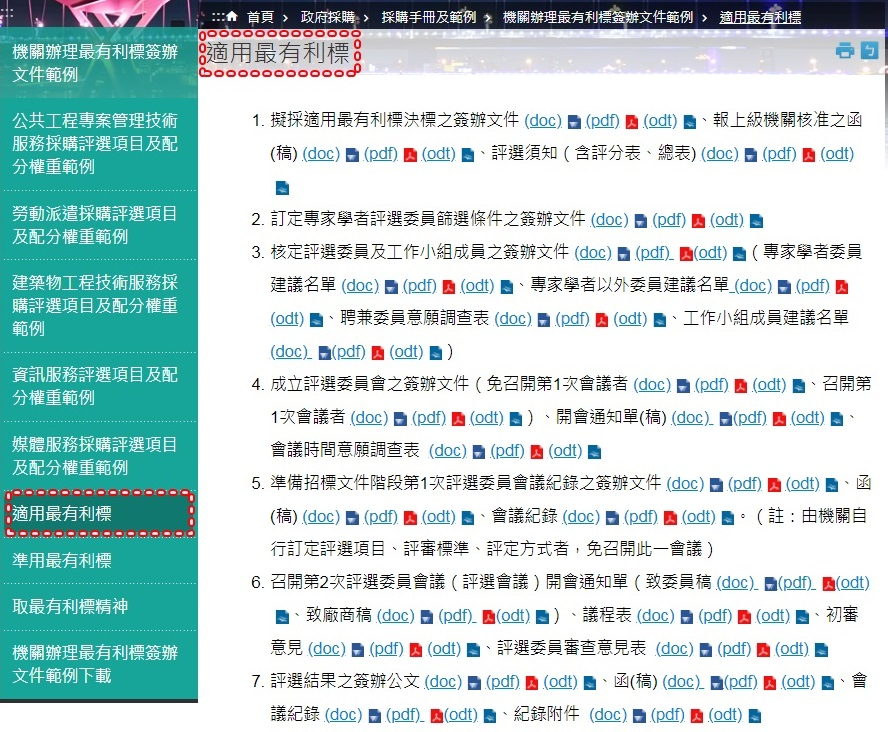 首頁 › 政府採購 › 採購手冊及範例 › 機關辦理最有利標簽辦文件範例 › 適用最有利標
機關辦理最有利標簽辦
文件範例
公共工程專案管理技術
服務採購評選項目及配
分權重範例
勞動派遣採購評選項目
及配分權重範例
建築物工程技術服務採
購評選項目及配分權重
範例
資訊服務評選項目及配
分權重範例
媒體服務採購評選項目
及配分權重範例
適用最有利標
準用最有利標
取最有利標精神
機關辦理最有利標簽辦
文件範例下載
適用最有利標
1. 擬採適用最有利標決標之簽辦文件 (doc) (pdf) (odt) 、報上級機關核准之函
(稿) (doc) (pdf) (odt) 、評選須知（含評分表、總表) (doc) (pdf) (odt)
2. 訂定專家學者評選委員篩選條件之簽辦文件 (doc) (pdf) (odt)
3. 核定評選委員及工作小組成員之簽辦文件 (doc) (pdf) (odt) （專家學者委員
建議名單 (doc) (pdf) (odt) 、專家學者以外委員建議名單 (doc) (pdf)
(odt) 、聘兼委員意願調查表 (doc) (pdf) (odt) 、工作小組成員建議名單
(doc) (pdf) (odt) ）
4. 成立評選委員會之簽辦文件（免召開第1次會議者 (doc) (pdf) (odt) 、召開第
1次會議者 (doc) (pdf) (odt) ）、開會通知單(稿) (doc) (pdf) (odt) 、
會議時間意願調查表 (doc) (pdf) (odt)
5. 準備招標文件階段第1次評選委員會議紀錄之簽辦文件 (doc) (pdf) (odt) 、函
(稿) (doc) (pdf) (odt) 、會議紀錄 (doc) (pdf) (odt) 。（註：由機關自
行訂定評選項目、評審標準、評定方式者，免召開此一會議）
6. 召開第2次評選委員會議（評選會議）開會通知單（致委員稿 (doc) (pdf) (odt)
、致廠商稿 (doc) (pdf) (odt) ）、議程表 (doc) (pdf) (odt) 、初審
意見 (doc) (pdf) (odt) 、評選委員審查意見表 (doc) (pdf) (odt)
7. 評選結果之簽辦公文 (doc) (pdf) (odt) 、函(稿) (doc) (pdf) (odt) 、會
議紀錄 (doc) (pdf) (odt) 、紀錄附件 (doc) (pdf) (odt)